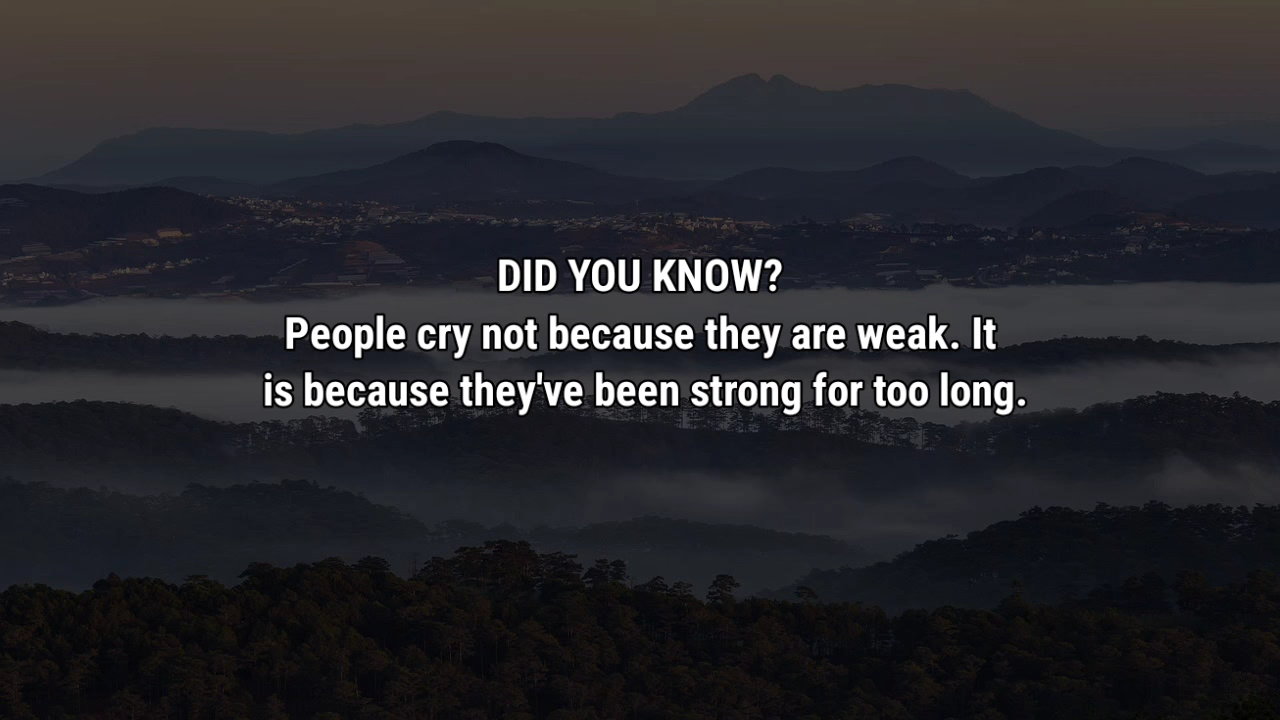 DID YOU KNOW?
People cry not because they are weak. It
is because they've been strong for too long.